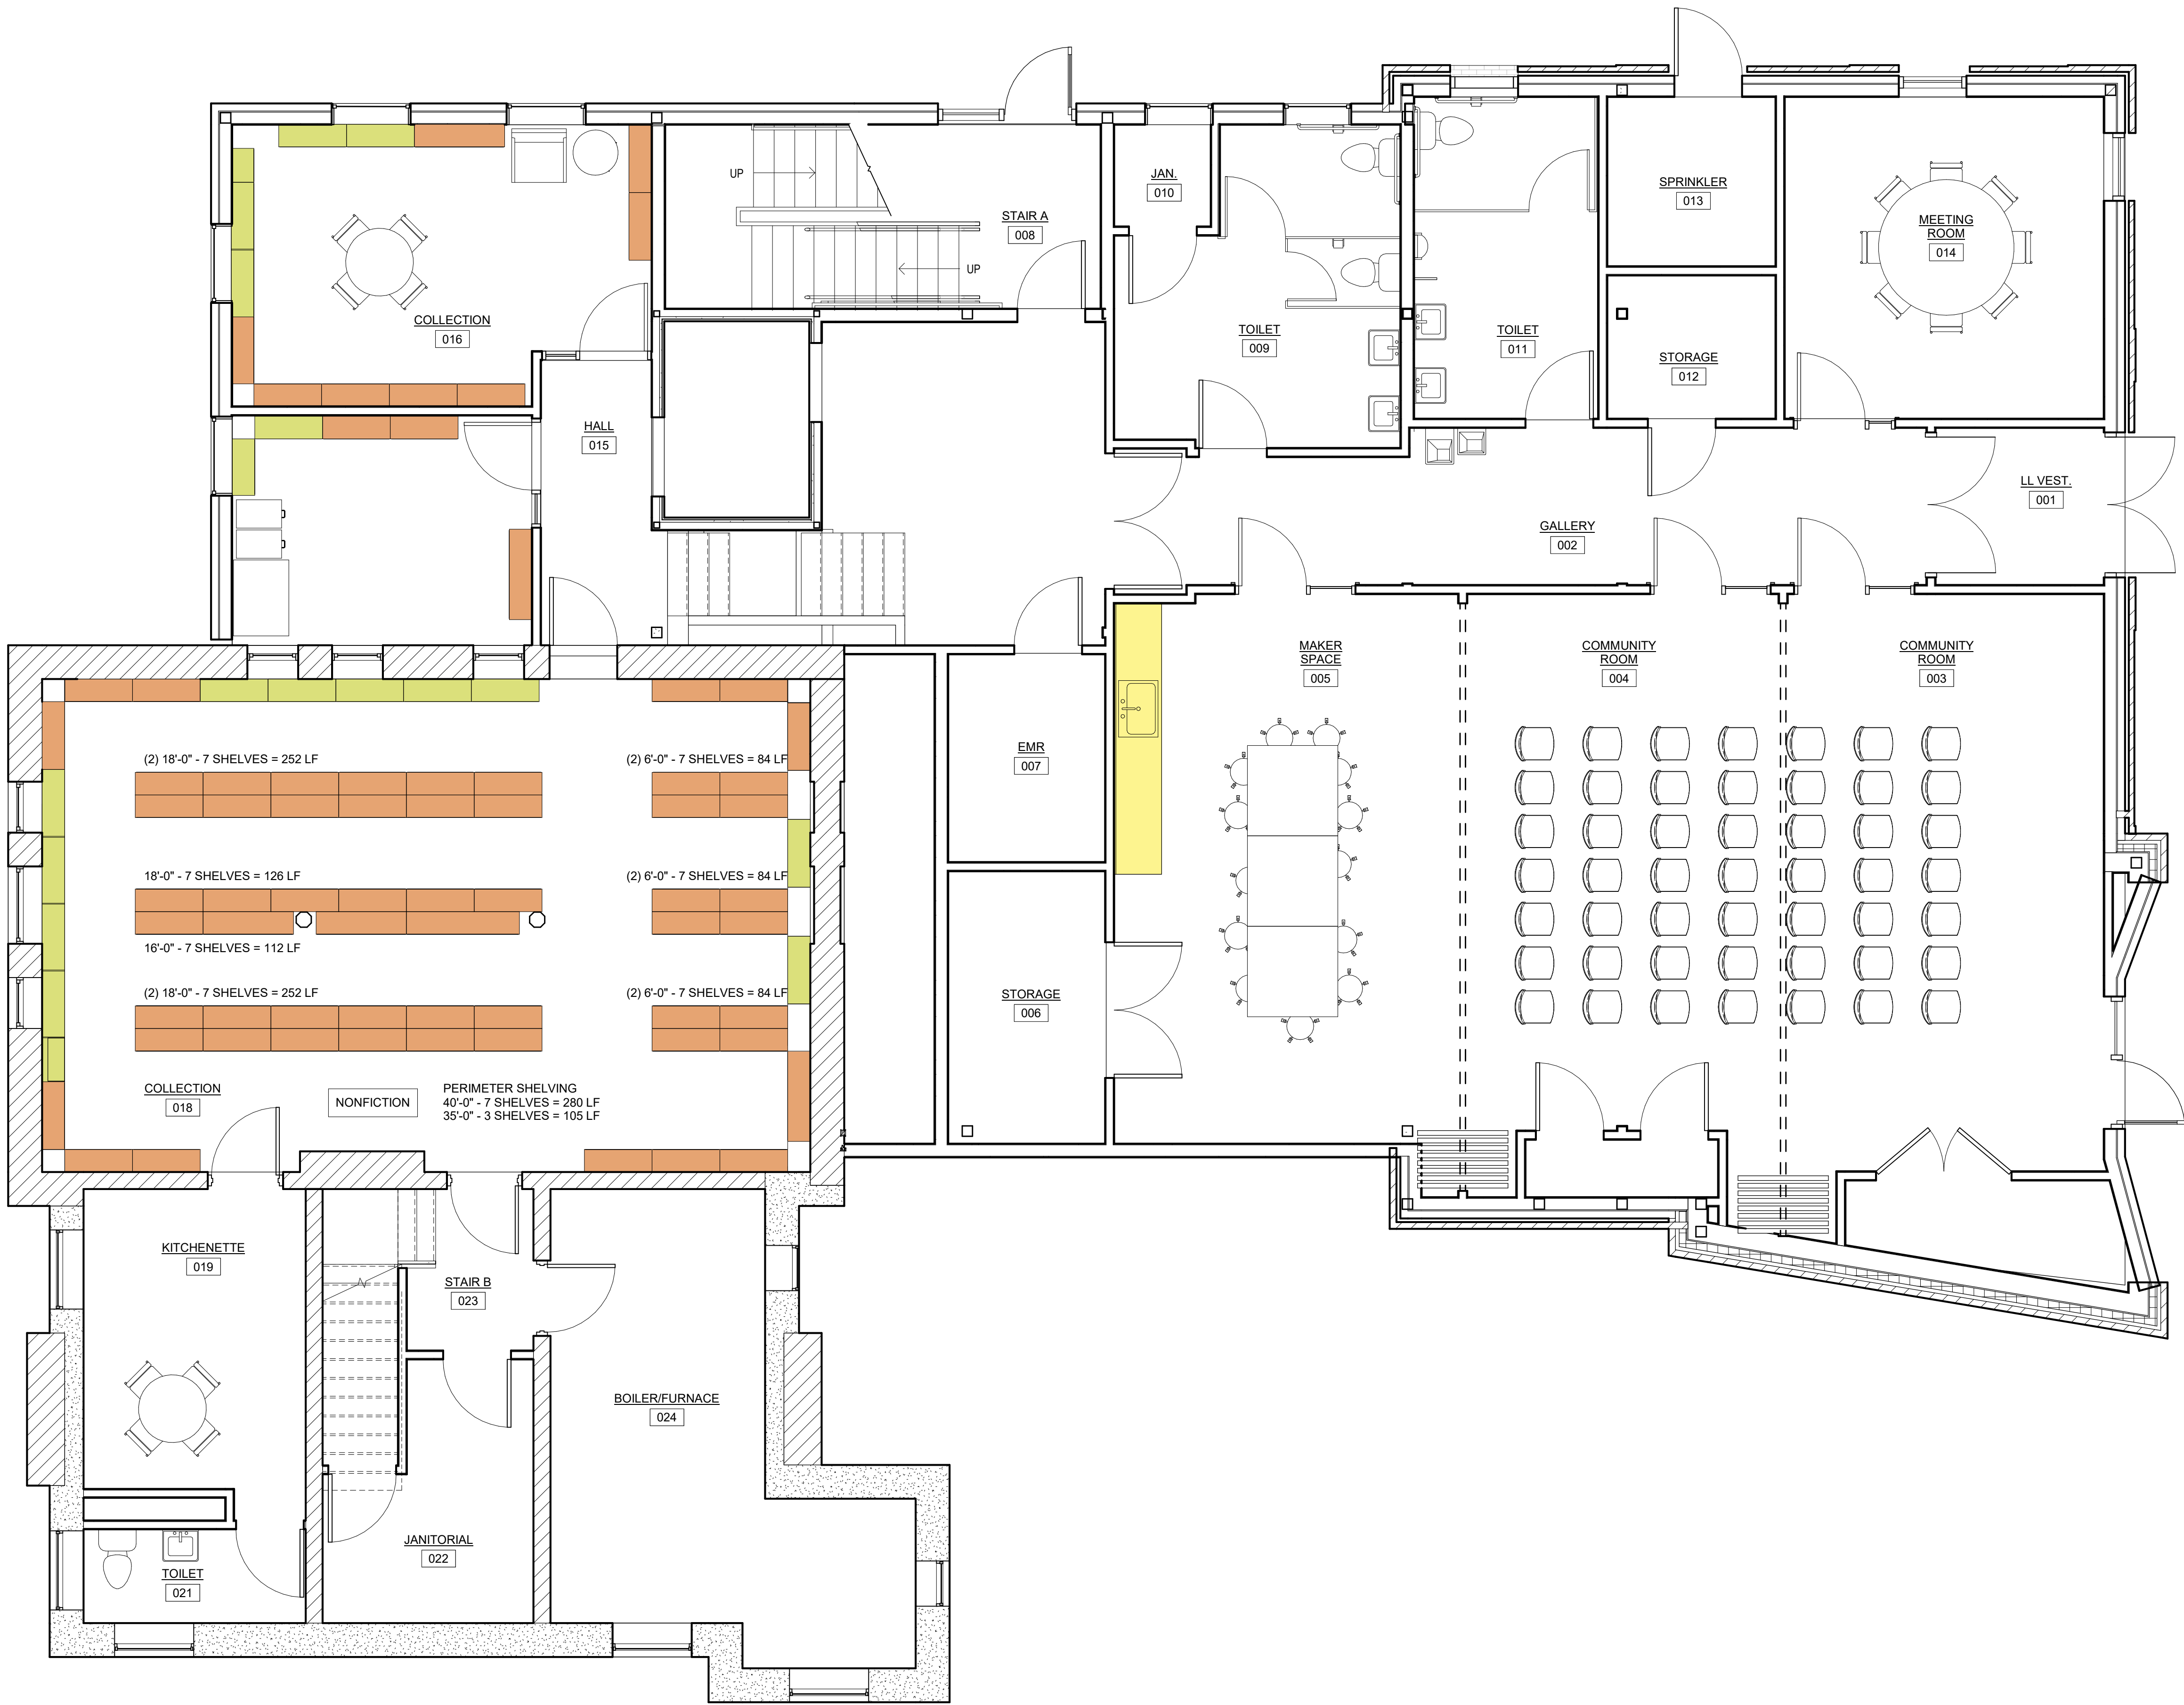 UP
JAN.
010
STAIR A
008
UP
SPRINKLER
013
MEETING
ROOM
014
COLLECTION
016
TOILET
009
TOILET
011
STORAGE
012
HALL
015
GALLERY
002
LL VEST.
001
MAKER
SPACE
005
COMMUNITY
ROOM
004
COMMUNITY
ROOM
003
EMR
007
(2) 18'-0" - 7 SHELVES = 252 LF
(2) 6'-0" - 7 SHELVES = 84 LF
18'-0" - 7 SHELVES = 126 LF
(2) 6'-0" - 7 SHELVES = 84 LF
16'-0" - 7 SHELVES = 112 LF
(2) 18'-0" - 7 SHELVES = 252 LF
(2) 6'-0" - 7 SHELVES = 84 LF
STORAGE
006
COLLECTION
018
NONFICTION
PERIMETER SHELVING
40'-0" - 7 SHELVES = 280 LF
35'-0" - 3 SHELVES = 105 LF
KITCHENETTE
019
STAIR B
023
BOILER/FURNACE
024
JANITORIAL
022
TOILET
021